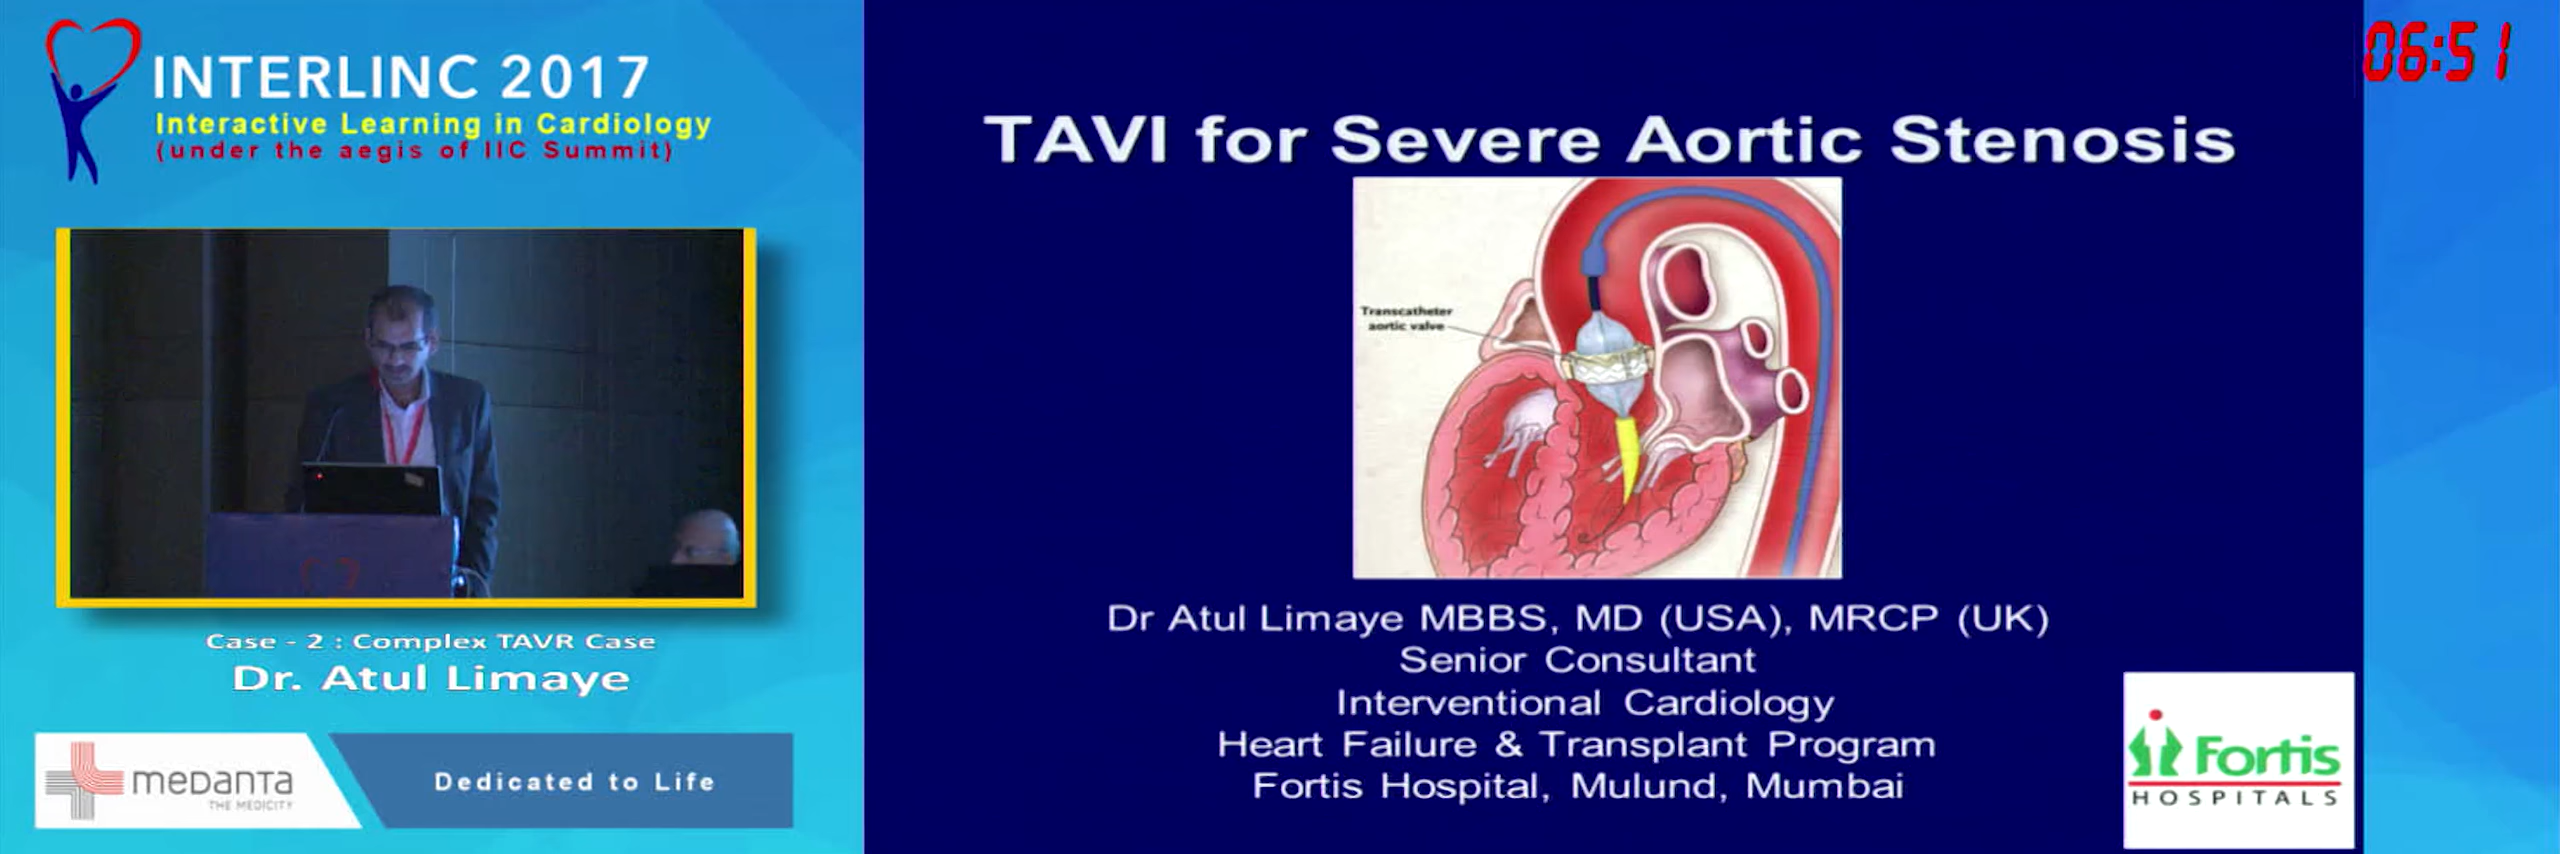 INTERLINC 2017
Interactive Learning in Cardiology
(under the aegis of IIC Summit)
Case - 2 : Complex TAVR Case
Dr. Atul Limaye
меDANTA
THE MEDICITY
Dedicated to Life
06:51
TAVI for Severe Aortic Stenosis
Transcatheter
aortic valve
Dr Atul Limaye MBBS, MD (USA), MRCP (UK)
Senior Consultant
Interventional Cardiology
Heart Failure & Transplant Program
Fortis Hospital, Mulund, Mumbai
Fortis
HOSPITALS